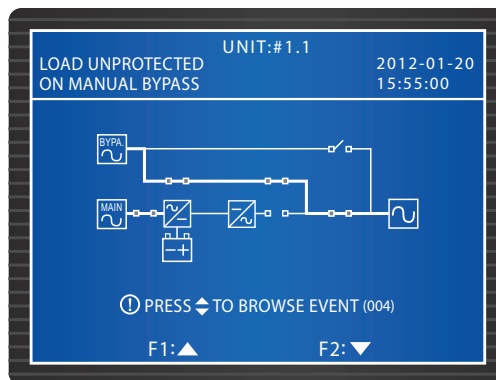 UNIT:#1.1
LOAD UNPROTECTED
ON MANUAL BYPASS
2012-01-20
15:55:00
BYPA.
MAIN
PRESS TO BROWSE EVENT (004)
F1:
F2: